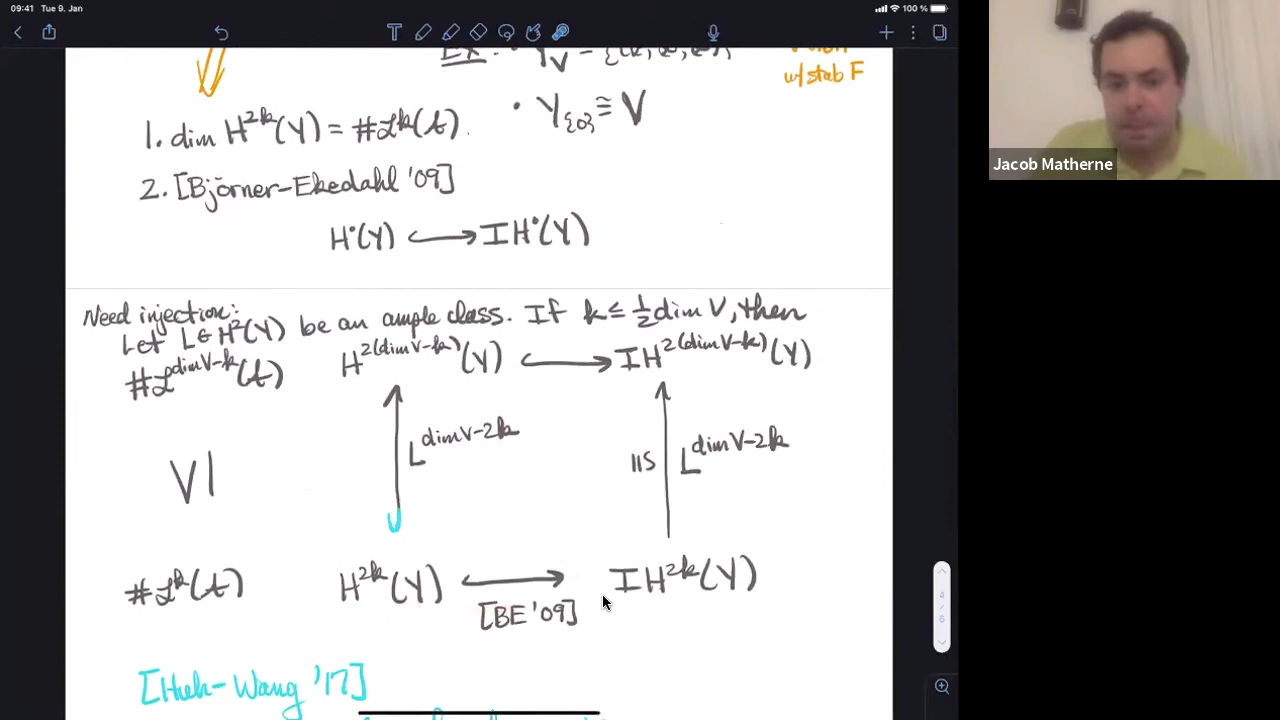 09:41 Tue 9. Jan
100 %
Ex:
w/ stab F
• Y_{0} ≅ V
1. dim H^{2k}(Y) = #ℒ^k(A).
2. [Björner-Ekedahl '09]
H^•(Y) ↪ IH^•(Y)
Need injection:
Let L ∈ H²(Y) be an ample class. If k ≤ ½ dim V, then
#ℒ^{dim V-k}(A) H^{2(dim V-k)}(Y) ↪ IH^{2(dim V-k)}(Y)
L^{dim V-2k} L^{dim V-2k}
#ℒ^k(A) H^{2k}(Y) ↪ IH^{2k}(Y)
[BE '09]
[Huh-Wang '17]
Jacob Matherne